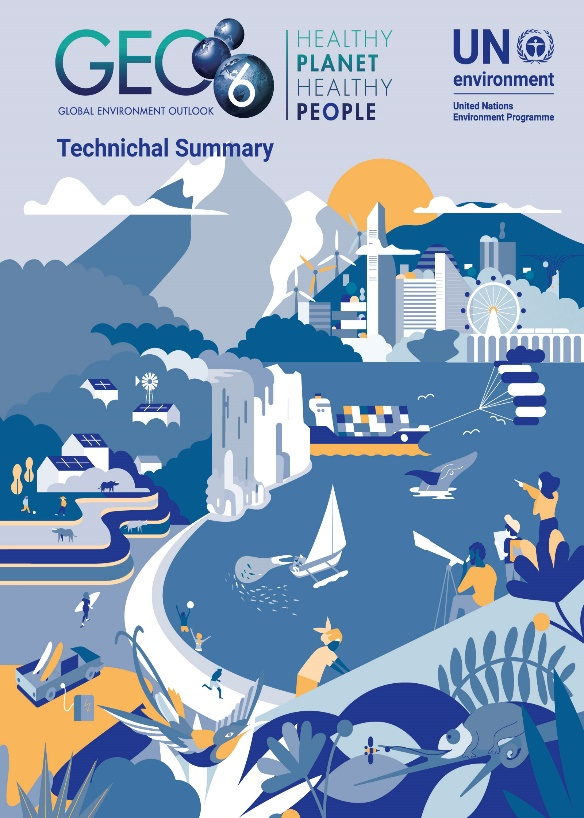 GEO 6
GLOBAL ENVIRONMENT OUTLOOK
HEALTHY
PLANET
HEALTHY
PEOPLE
UN
environment
United Nations
Environment Programme
Technichal Summary